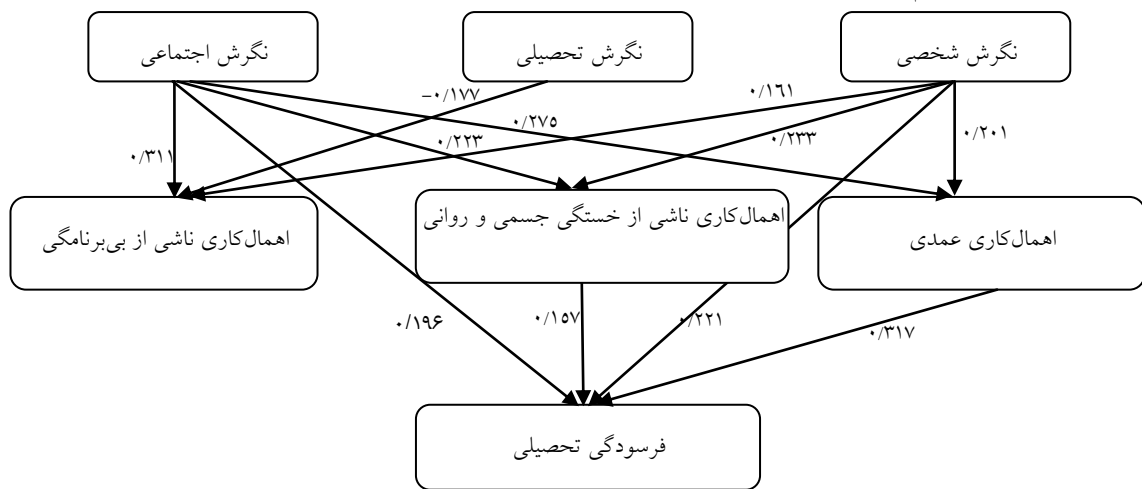 نگرش شخصی
نگرش تحصیلی
نگرش اجتماعی
-۰/۱۷۷
۰/۱۶۱
۰/۲۷۵
۰/۲۰۱
۰/۲۳۳
۰/۲۲۳
۰/۳۱۱
اهمال‌کاری عمدی
اهمال‌کاری ناشی از خستگی جسمی و روانی
اهمال‌کاری ناشی از بی‌برنامگی
۰/۳۱۷
۰/۲۲۱
۰/۱۵۷
۰/۱۹۶
فرسودگی تحصیلی